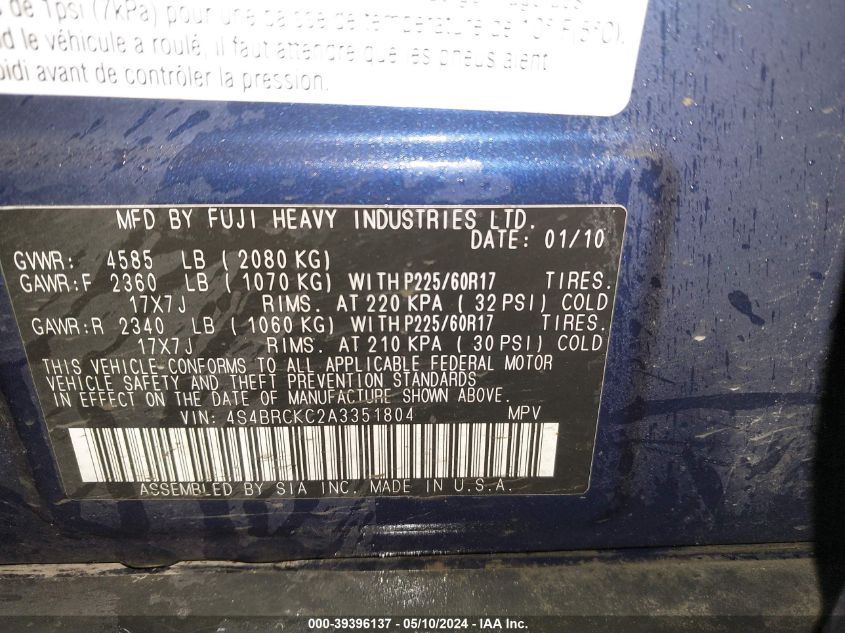 de 1psi (7kPa) pour une baisse de température de 10° F (5°C).
nd le véhicule a roulé, il faut attendre que les pneus aient
oidi avant de contrôler la pression.
MFD BY FUJI HEAVY INDUSTRIES LTD.
DATE: 01/10
GVWR: 4585 LB (2080 KG)
GAWR:F 2360 LB (1070 KG) WITH P225/60R17 TIRES.
17X7J RIMS. AT 220 KPA (32 PSI) COLD
GAWR:R 2340 LB (1060 KG) WITH P225/60R17 TIRES.
17X7J RIMS. AT 210 KPA (30 PSI) COLD
THIS VEHICLE CONFORMS TO ALL APPLICABLE FEDERAL MOTOR
VEHICLE SAFETY AND THEFT PREVENTION STANDARDS
IN EFFECT ON THE DATE OF MANUFACTURE SHOWN ABOVE.
VIN: 4S4BRCKC2A3351804 MPV
ASSEMBLED BY SIA INC. MADE IN U.S.A.
000-39396137 - 05/10/2024 - IAA Inc.